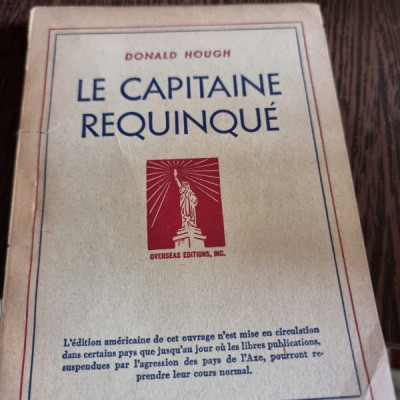 DONALD HOUGH
LE CAPITAINE
REQUINQUÉ
OVERSEAS EDITIONS, INC.
L'édition américaine de cet ouvrage n'est mise en circulation
dans certains pays que jusqu'au jour où les libres publications,
suspendues par l'agression des pays de l'Axe, pourront re-
prendre leur cours normal.